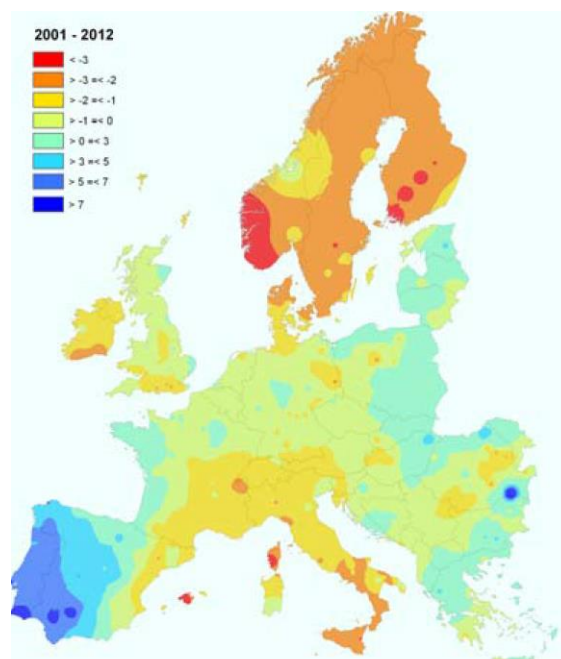 2001 - 2012
< -3
> -3 =< -2
> -2 =< -1
> -1 =< 0
> 0 =< 3
> 3 =< 5
> 5 =< 7
> 7